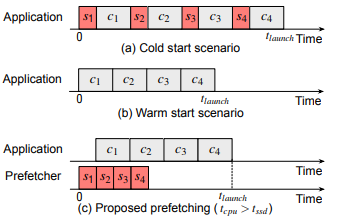 Application s1 c1 s2 c2 s3 c3 s4 c4
0 tlaunch Time
(a) Cold start scenario
Application c1 c2 c3 c4
0 tlaunch Time
(b) Warm start scenario
Application c1 c2 c3 c4
Time
Prefetcher s1 s2 s3 s4
0 tlaunch Time
(c) Proposed prefetching ( tcpu > tssd)